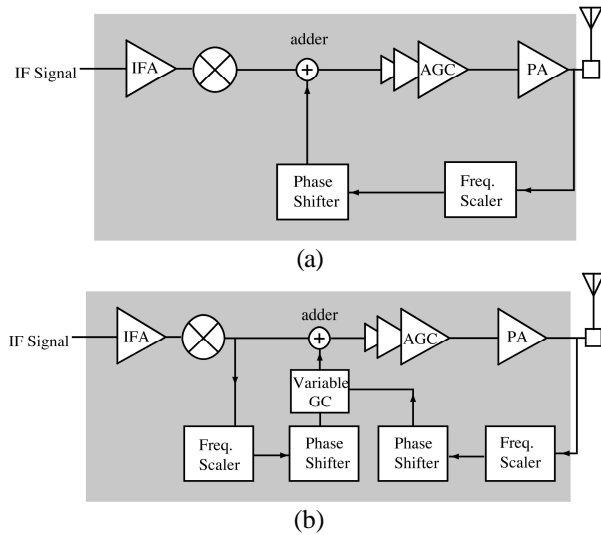 adder
IF Signal
IFA
+
AGC
PA
Phase
Shifter
Freq.
Scaler
(a)
adder
IF Signal
IFA
+
AGC
PA
Variable
GC
Freq.
Scaler
Phase
Shifter
Phase
Shifter
Freq.
Scaler
(b)